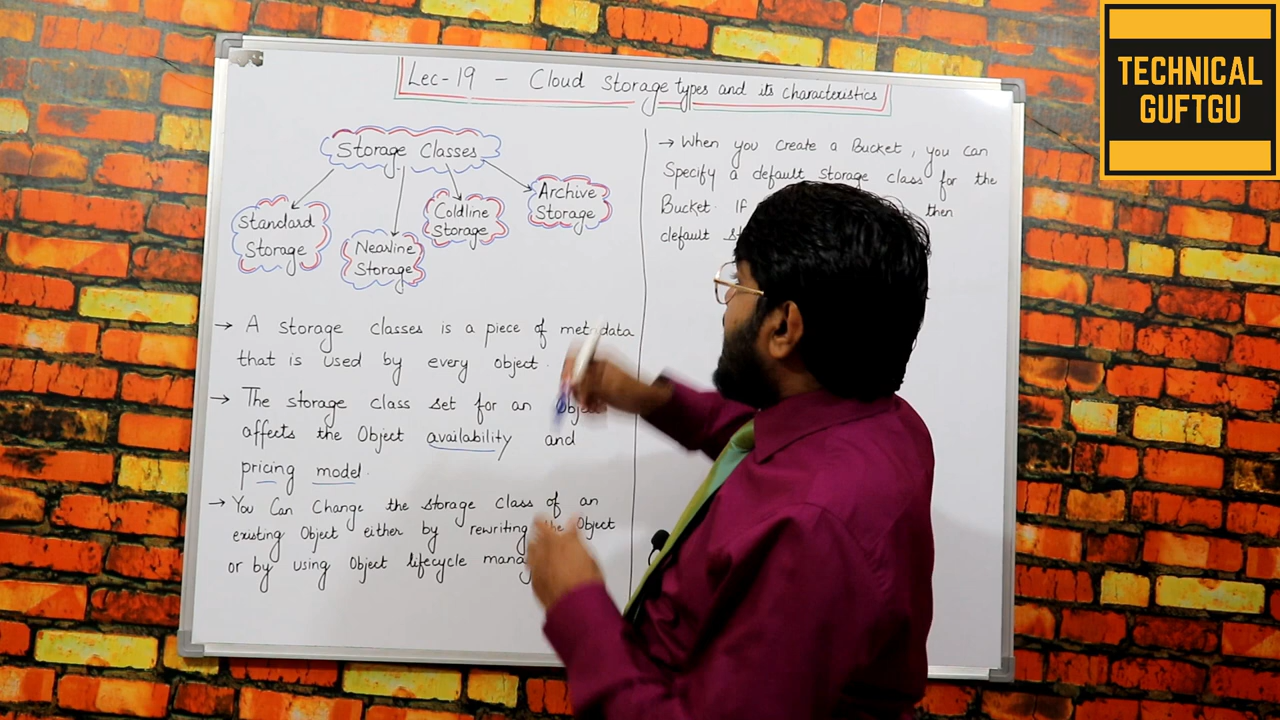 Lec-19 - Cloud Storage types and its characteristics
Storage Classes
Standard
Storage
Nearline
Storage
Coldline
Storage
Archive
Storage
→ A storage classes is a piece of metadata
that is used by every object.
→ The storage class set for an Object
affects the Object availability and
pricing model.
→ You Can Change the storage class of an
existing Object either by rewriting the Object
or by using Object lifecycle
→ When you create a Bucket, you can
Specify a default storage class for the
Bucket. If then
default
TECHNICAL
GUFTGU